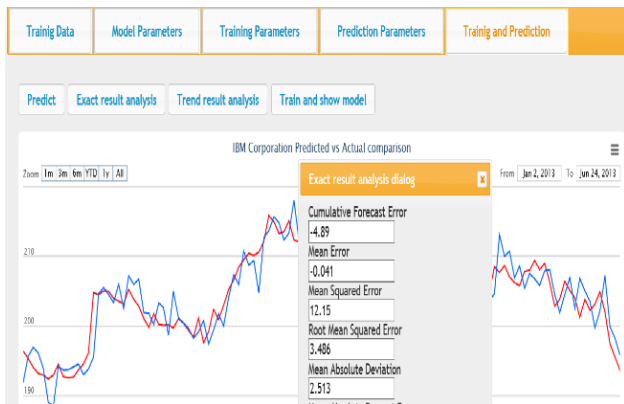 Trainig Data
Model Parameters
Training Parameters
Prediction Parameters
Trainig and Prediction
Predict
Exact result analysis
Trend result analysis
Train and show model
IBM Corporation Predicted vs Actual comparison
Zoom 1m 3m 6m YTD 1y All
From Jan 2, 2013 To Jun 24, 2013
Exact result analysis dialog
x
Cumulative Forecast Error
-4.89
Mean Error
-0.041
Mean Squared Error
12.15
Root Mean Squared Error
3.486
Mean Absolute Deviation
2.513
210
200
190